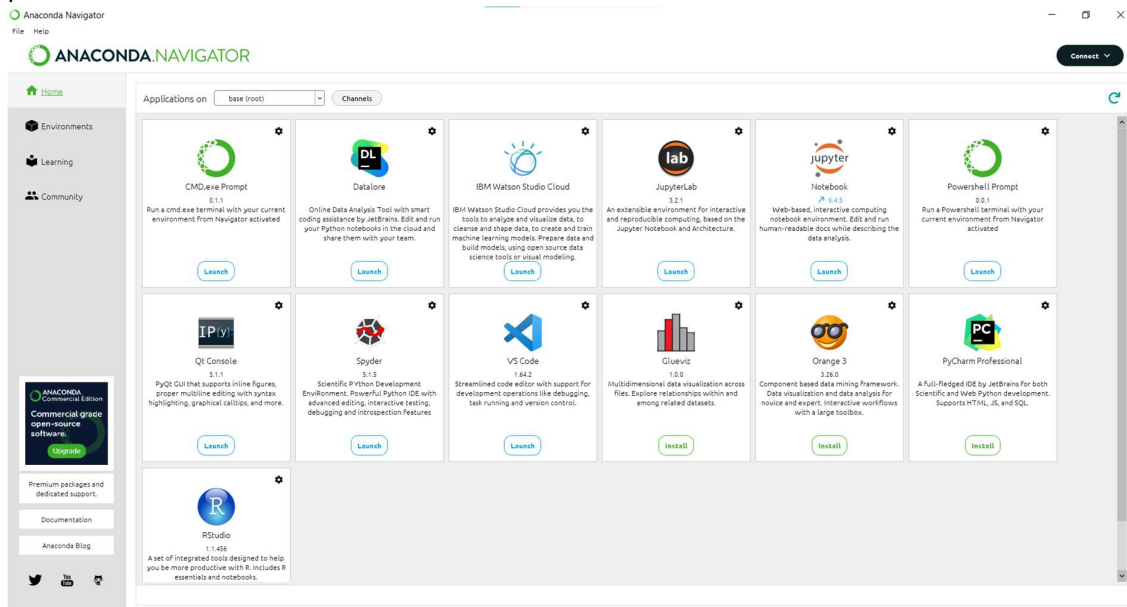 Anaconda Navigator
File Help
ANACONDA.NAVIGATOR
Connect
Home
Environments
Learning
Community
Applications on base (root) Channels
CMD.exe Prompt
0.1.1
Run a cmd.exe terminal with your current
environment from Navigator activated
Launch
DL
Datalore
Online Data Analysis Tool with smart
coding assistance by JetBrains. Edit and run
your Python notebooks in the cloud and
share them with your team.
Launch
IBM Watson Studio Cloud
IBM Watson Studio Cloud provides you the
tools to analyze and visualize data, to
cleanse and shape data, to create and train
machine learning models. Prepare data and
build models, using open source data
science tools or visual modeling.
Launch
lab
JupyterLab
3.2.1
An extensible environment for interactive
and reproducible computing, based on the
Jupyter Notebook and Architecture.
Launch
jupyter
Notebook
6.4.5
Web-based, interactive computing
notebook environment. Edit and run
human-readable docs while describing the
data analysis.
Launch
Powershell Prompt
0.0.1
Run a Powershell terminal with your
current environment from Navigator
activated
Launch
IP[y]:
Qt Console
5.1.1
PyQt GUI that supports inline figures,
proper multiline editing with syntax
highlighting, graphical calltips, and more.
Launch
Spyder
5.1.5
Scientific PYthon Development
EnviRonment. Powerful Python IDE with
advanced editing, interactive testing,
debugging and introspection features
Launch
VS Code
1.64.2
Streamlined code editor with support for
development operations like debugging,
task running and version control.
Launch
Glueviz
1.0.0
Multidimensional data visualization across
files. Explore relationships within and
among related datasets.
Install
Orange 3
3.26.0
Component based data mining framework.
Data visualization and data analysis for
novice and expert. Interactive workflows
with a large toolbox.
Install
PC
PyCharm Professional
A full-fledged IDE by JetBrains for both
Scientific and Web Python development.
Supports HTML, JS, and SQL.
Install
R
RStudio
1.1.456
A set of integrated tools designed to help
you be more productive with R. Includes R
essentials and notebooks.
ANACONDA.
Commercial Edition
Commercial grade
open-source
software.
Upgrade
Premium packages and
dedicated support.
Documentation
Anaconda Blog
You
Tube